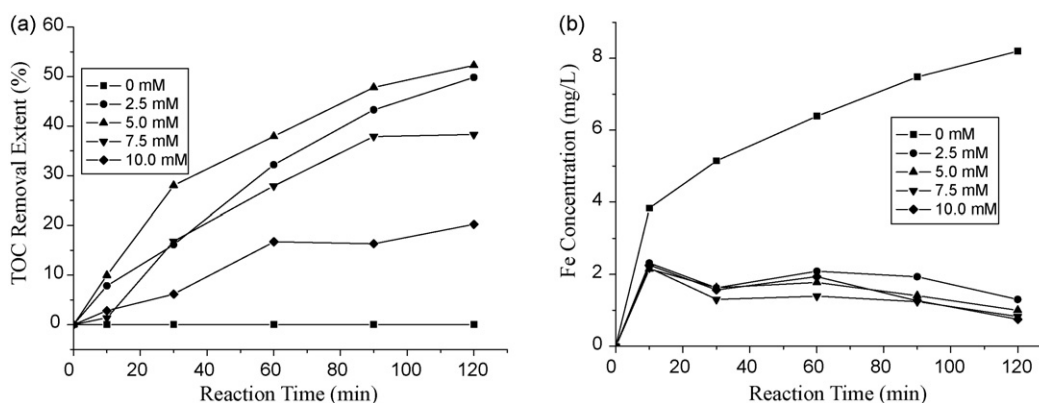 (a)
TOC Removal Extent (%)
60
50
40
30
20
10
0
0 mM
2.5 mM
5.0 mM
7.5 mM
10.0 mM
0 20 40 60 80 100 120
Reaction Time (min)
(b)
Fe Concentration (mg/L)
8
6
4
2
0
0 mM
2.5 mM
5.0 mM
7.5 mM
10.0 mM
0 20 40 60 80 100 120
Reaction Time (min)